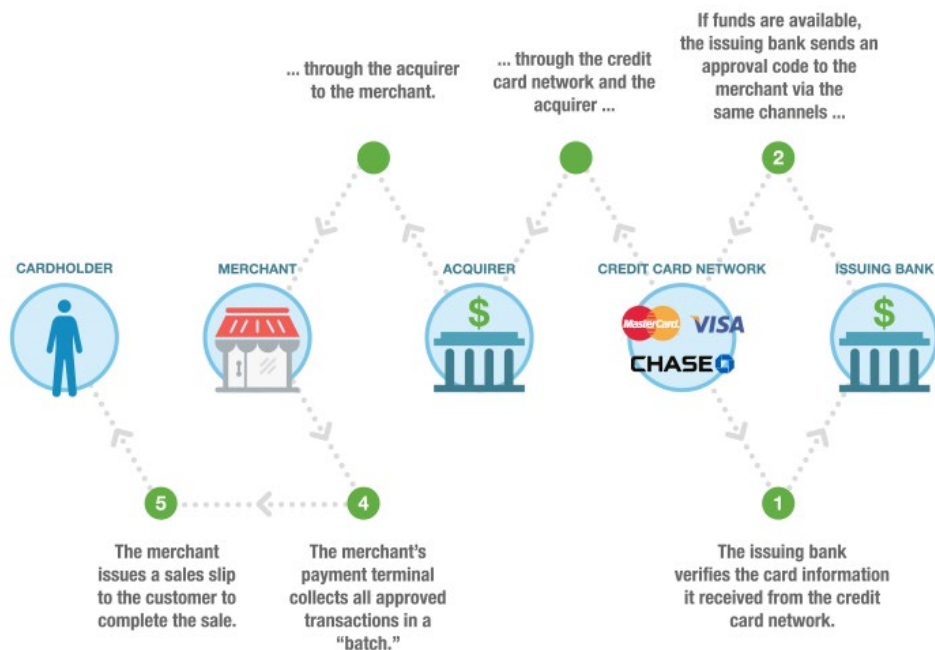 If funds are available,
the issuing bank sends an
approval code to the
merchant via the
same channels ...
... through the credit
card network and the
acquirer ...
... through the acquirer
to the merchant.
2
CARDHOLDER
MERCHANT
ACQUIRER
CREDIT CARD NETWORK
ISSUING BANK
$
MasterCard.
VISA
CHASE
$
5
4
1
The merchant
issues a sales slip
to the customer to
complete the sale.
The merchant's
payment terminal
collects all approved
transactions in a
“batch.”
The issuing bank
verifies the card information
it received from the credit
card network.